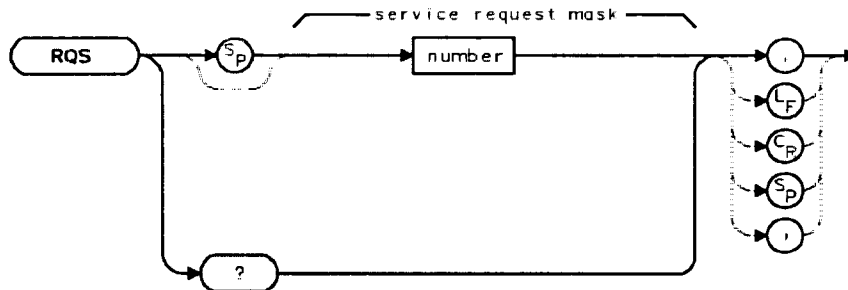 service request mask
RQS
SP
number
,
LF
CR
SP
,
?